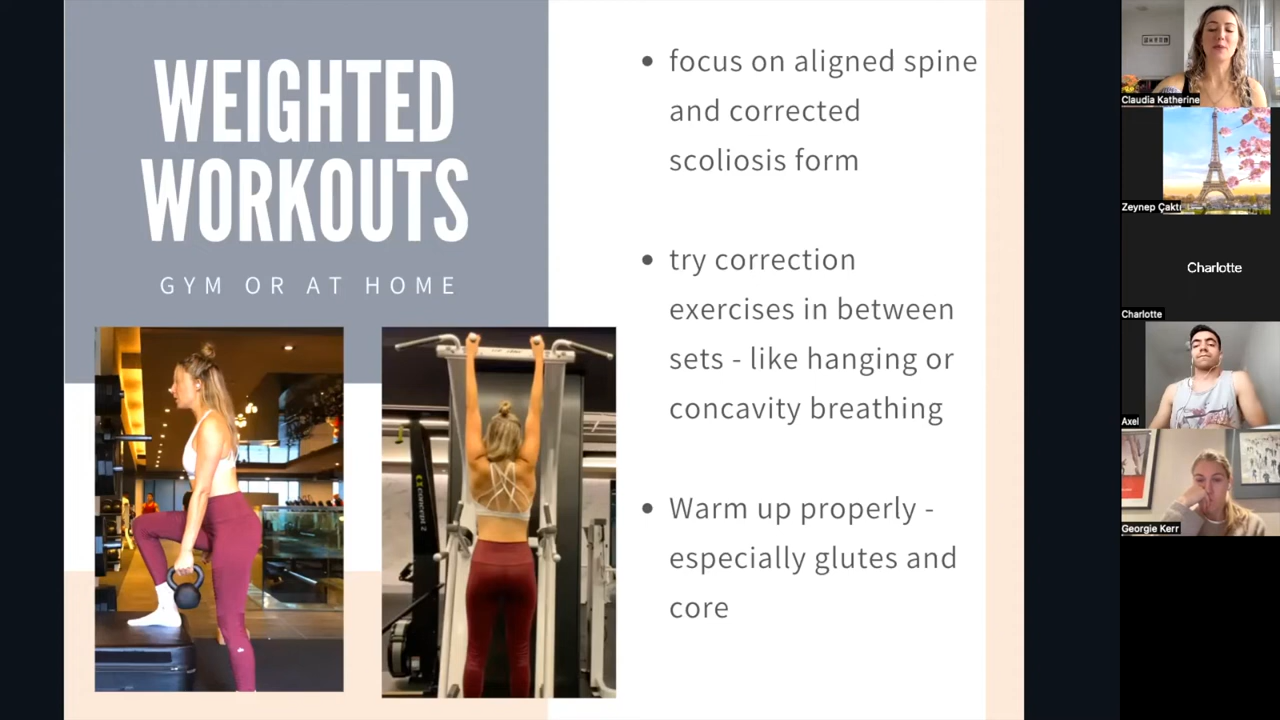 WEIGHTED
WORKOUTS
GYM OR AT HOME
• focus on aligned spine
and corrected
scoliosis form
• try correction
exercises in between
sets - like hanging or
concavity breathing
• Warm up properly -
especially glutes and
core
Claudia Katherine
Zeynep Çaktı
Charlotte
Charlotte
Axel
Georgie Kerr